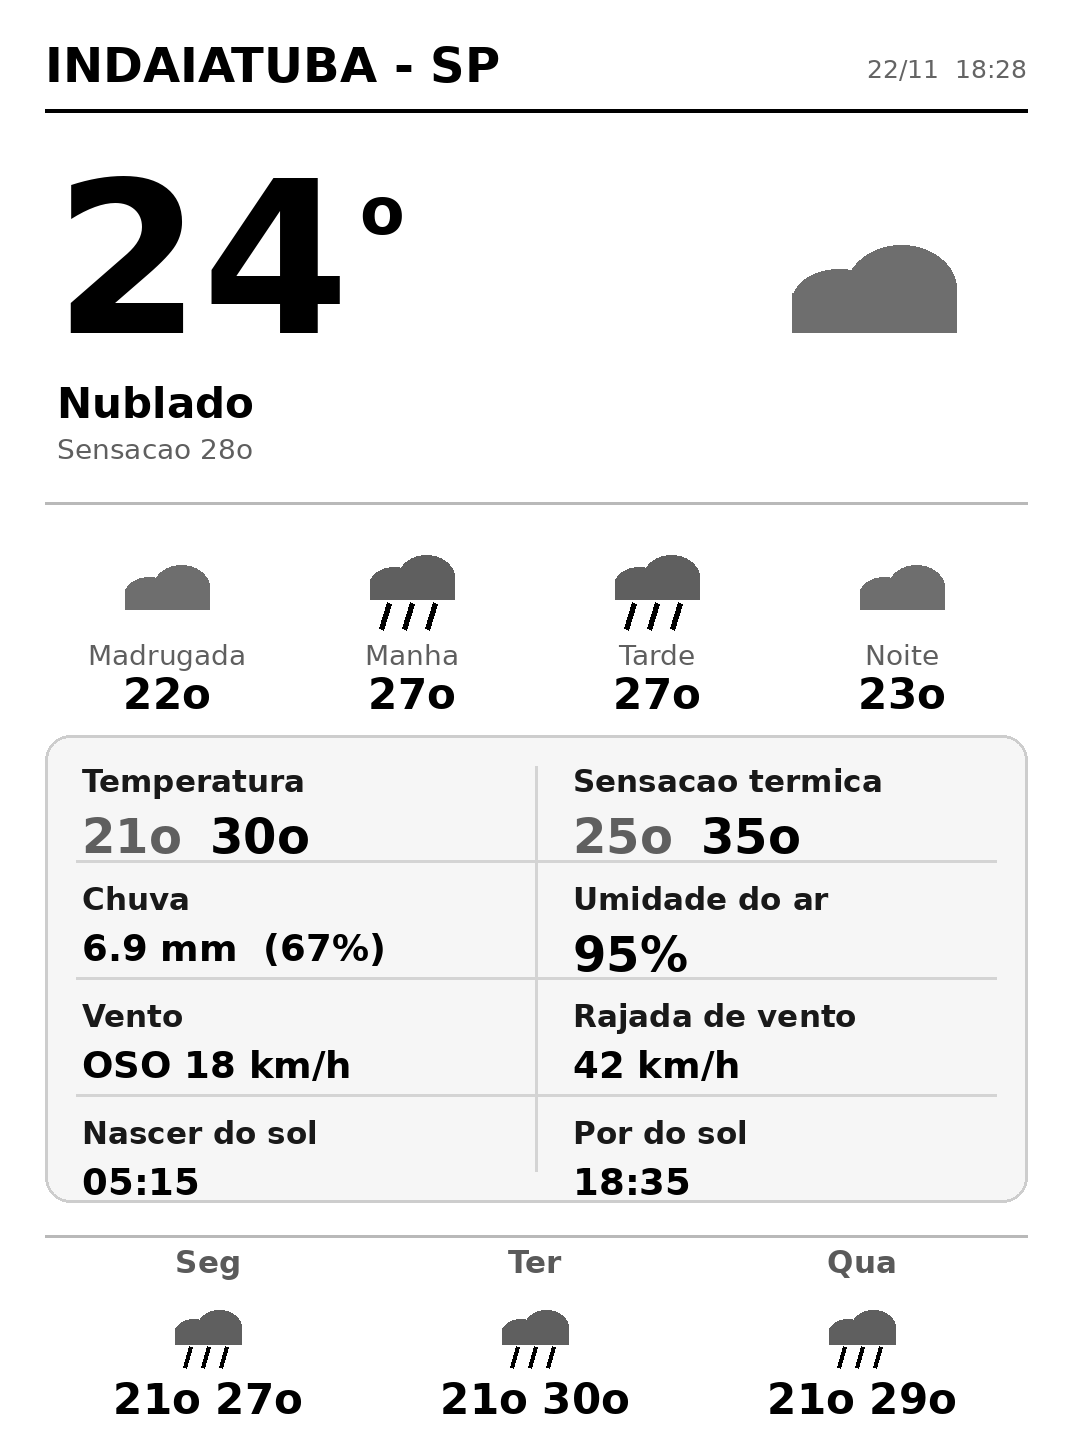 INDAIATUBA - SP 22/11 18:28
24o
Nublado
Sensacao 28o
Madrugada Manha Tarde Noite
22o 27o 27o 23o
Temperatura Sensacao termica
21o 30o 25o 35o
Chuva Umidade do ar
6.9 mm (67%) 95%
Vento Rajada de vento
OSO 18 km/h 42 km/h
Nascer do sol Por do sol
05:15 18:35
Seg Ter Qua
21o 27o 21o 30o 21o 29o